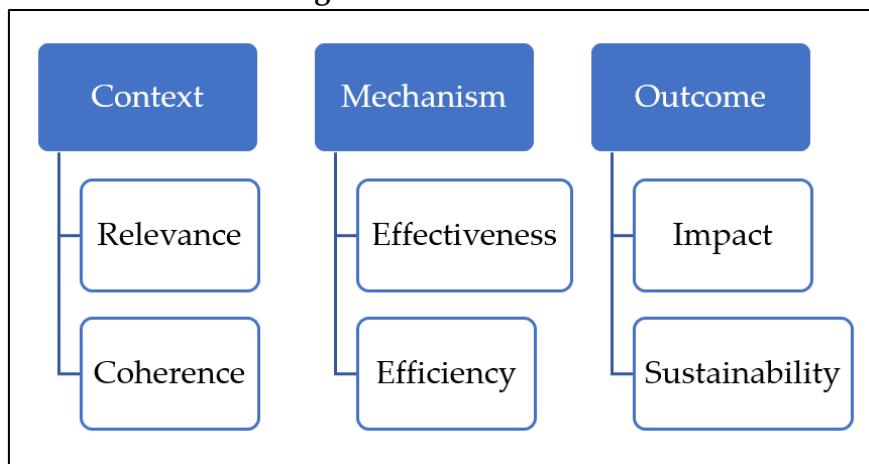 Context
Relevance
Coherence
Mechanism
Effectiveness
Efficiency
Outcome
Impact
Sustainability